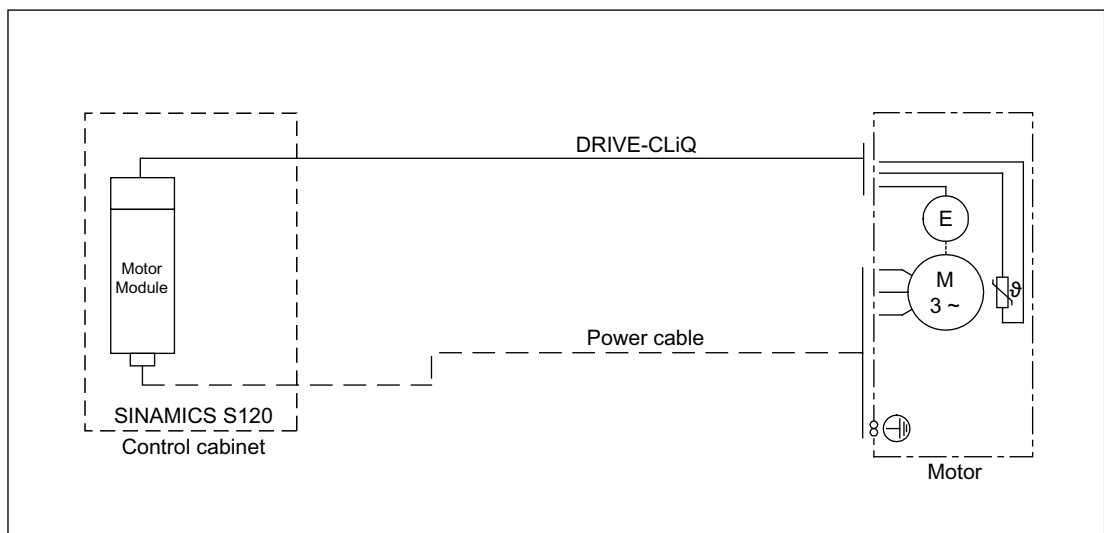 DRIVE-CLiQ
E
Motor
Module
M
3 ~
ϑ
Power cable
SINAMICS S120
Control cabinet
Motor